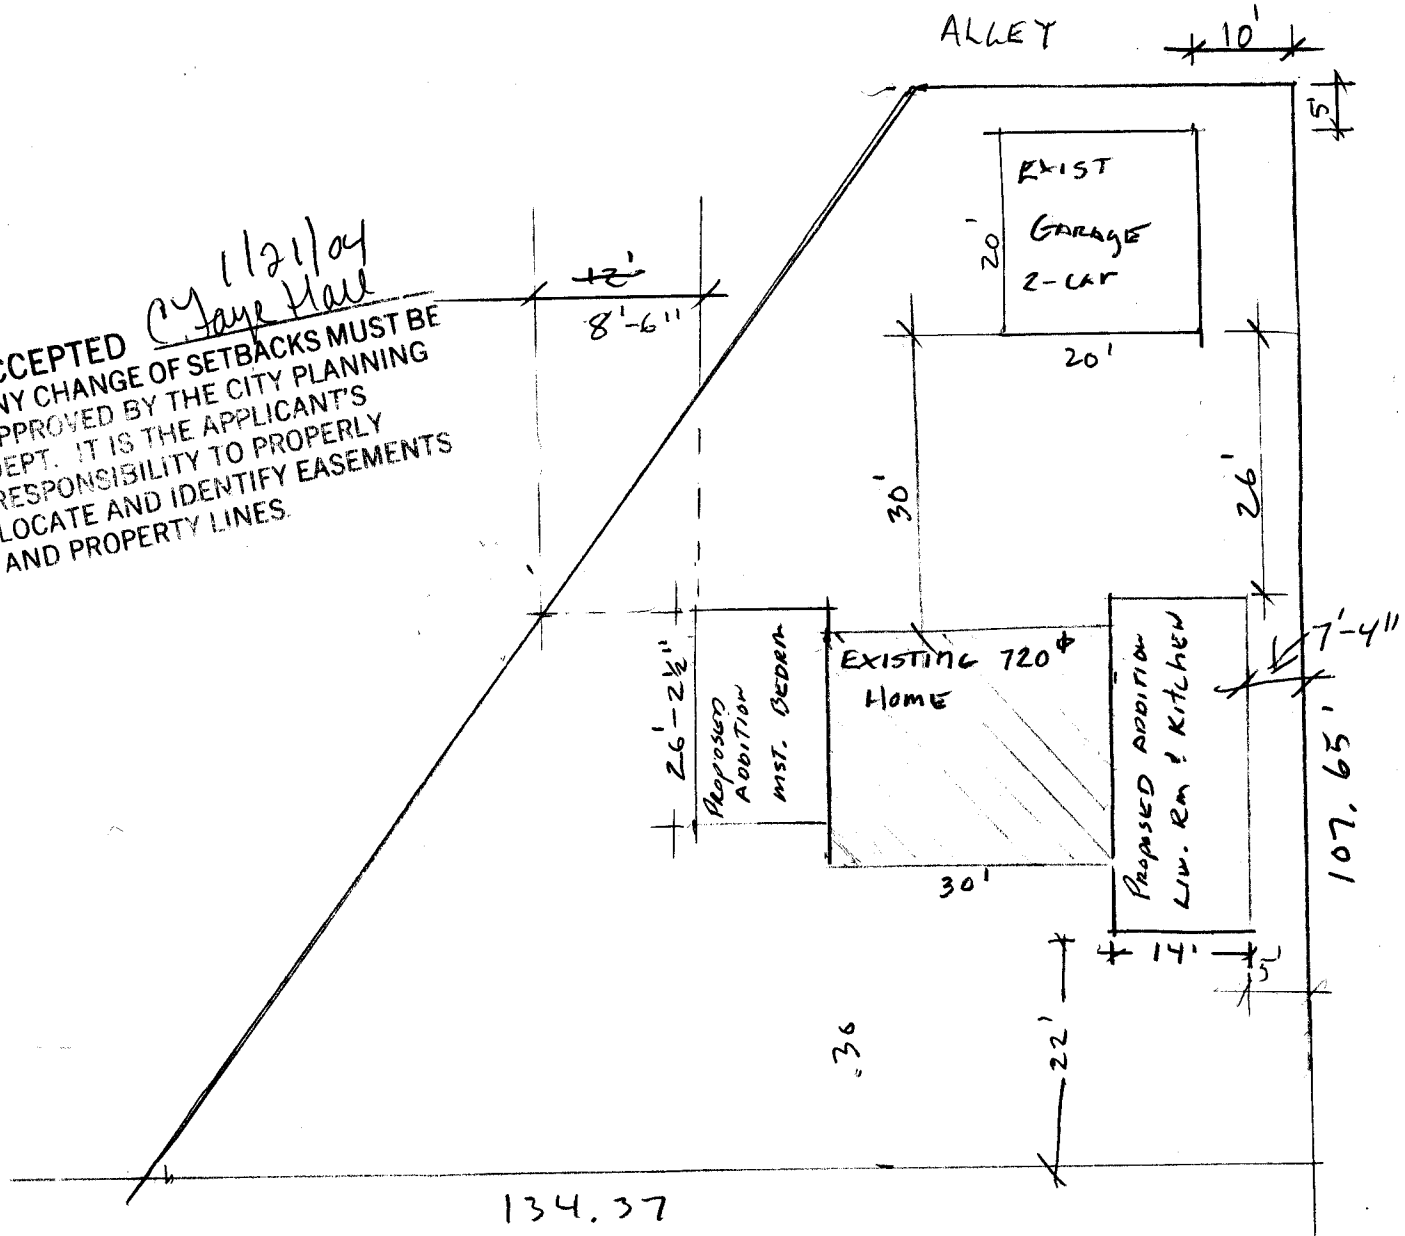 ALLEY
10'
5'
EXIST
GARAGE
2-CAR
20'
20'
1/21/04
C. Faye Hall
CCEPTED
NY CHANGE OF SETBACKS MUST BE
PPROVED BY THE CITY PLANNING
DEPT. IT IS THE APPLICANT'S
RESPONSIBILITY TO PROPERLY
LOCATE AND IDENTIFY EASEMENTS
AND PROPERTY LINES.
12'
8'-6"
30'
26'
7'-4"
107.65'
26'-2½"
PROPOSED
ADDITION
MST. BEDRM
EXISTING 720
HOME
30'
PROPOSED ADDITION
LIV. Rm & KITCHEN
14'
5'
22'
134.37